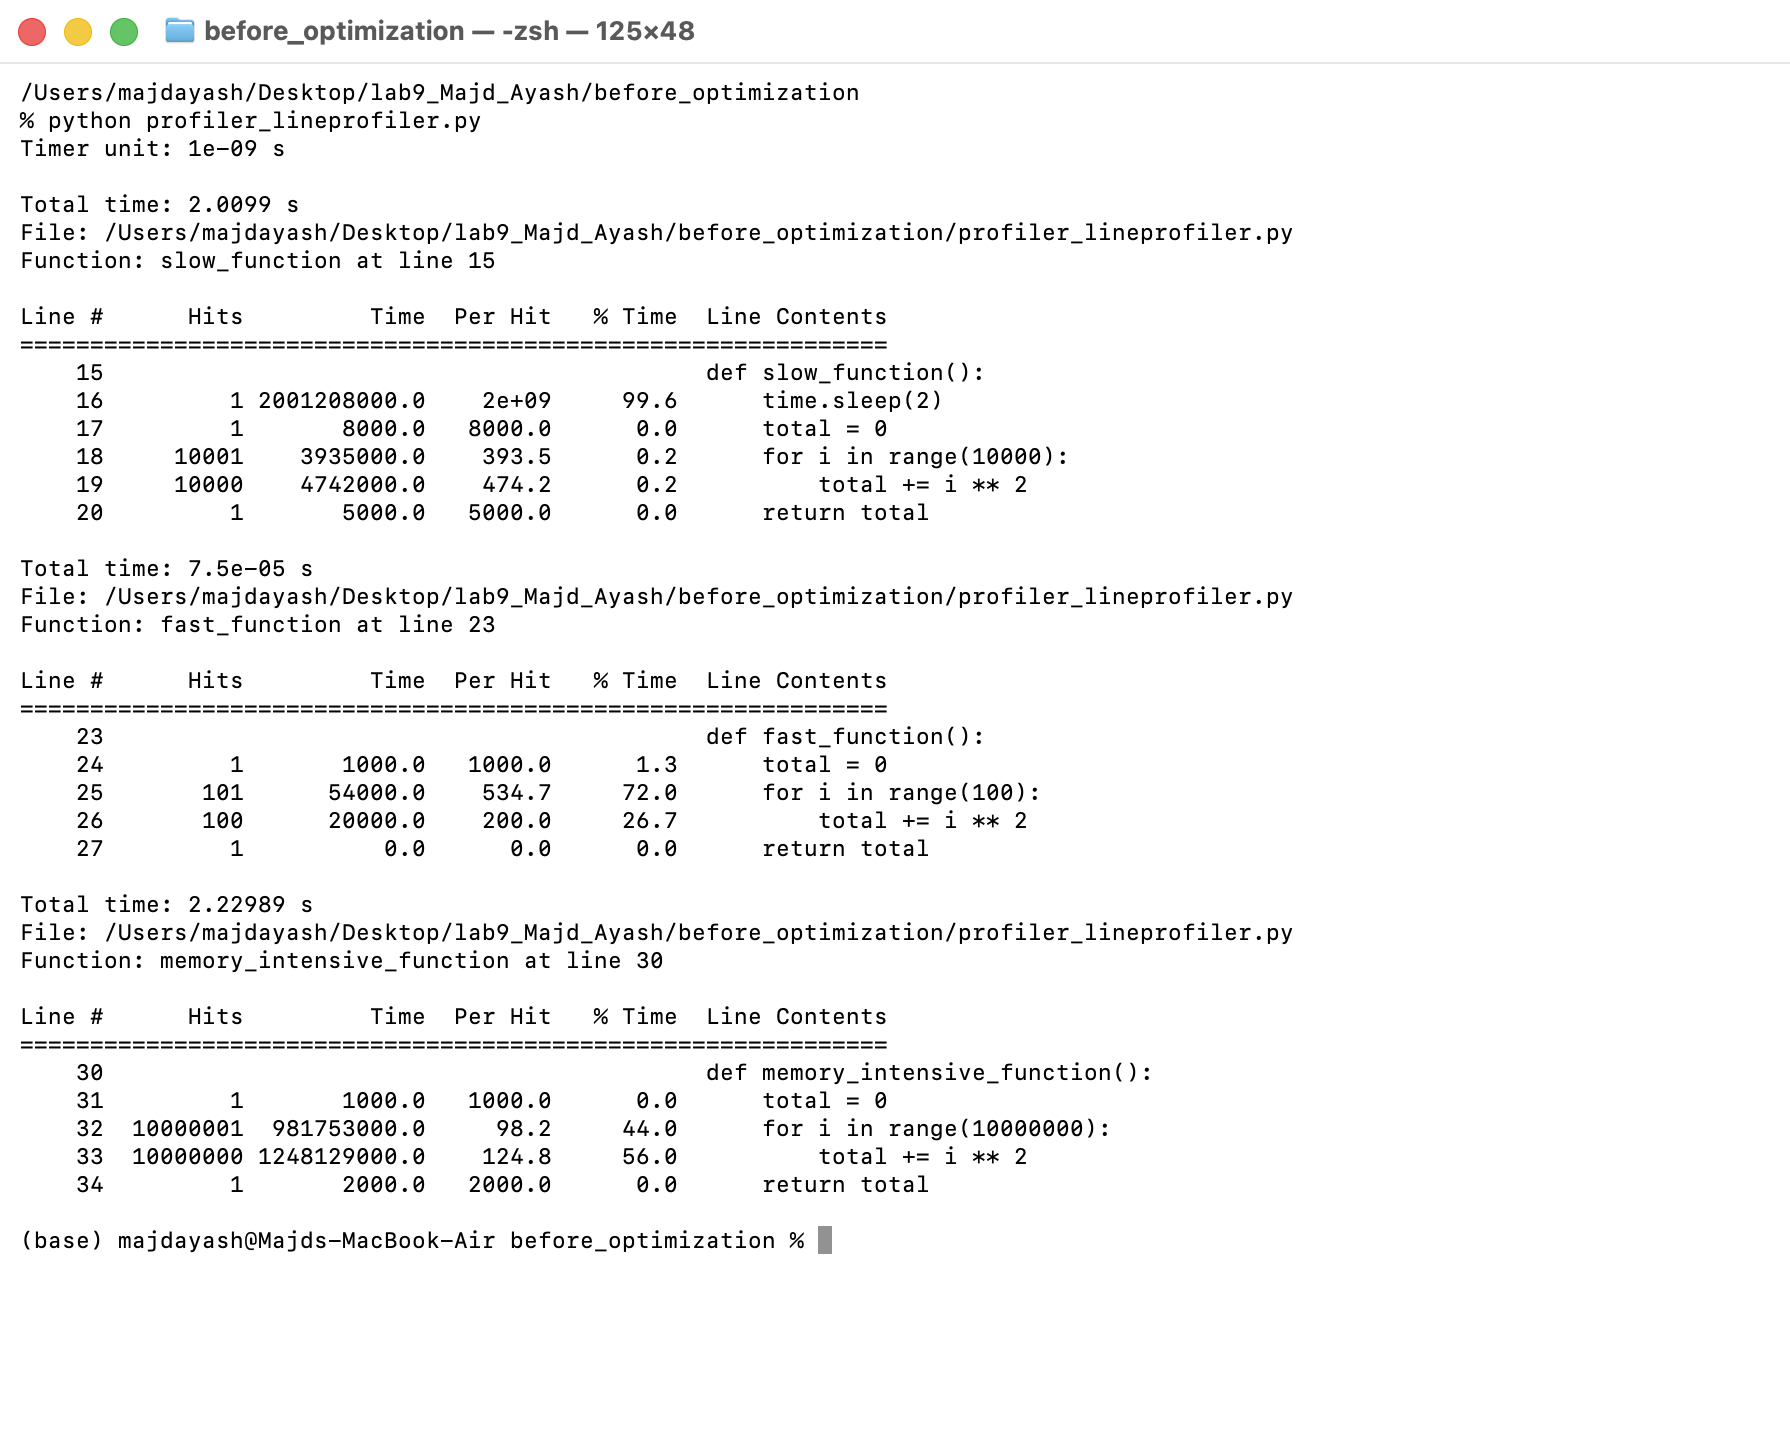 before_optimization — -zsh — 125×48
/Users/majdayash/Desktop/lab9_Majd_Ayash/before_optimization
% python profiler_lineprofiler.py
Timer unit: 1e-09 s

Total time: 2.0099 s
File: /Users/majdayash/Desktop/lab9_Majd_Ayash/before_optimization/profiler_lineprofiler.py
Function: slow_function at line 15

Line #      Hits         Time  Per Hit   % Time  Line Contents
==============================================================
    15                                           def slow_function():
    16         1 2001208000.0    2e+09     99.6      time.sleep(2)
    17         1       8000.0   8000.0      0.0      total = 0
    18     10001    3935000.0    393.5      0.2      for i in range(10000):
    19     10000    4742000.0    474.2      0.2          total += i ** 2
    20         1       5000.0   5000.0      0.0      return total

Total time: 7.5e-05 s
File: /Users/majdayash/Desktop/lab9_Majd_Ayash/before_optimization/profiler_lineprofiler.py
Function: fast_function at line 23

Line #      Hits         Time  Per Hit   % Time  Line Contents
==============================================================
    23                                           def fast_function():
    24         1       1000.0   1000.0      1.3      total = 0
    25       101      54000.0    534.7     72.0      for i in range(100):
    26       100      20000.0    200.0     26.7          total += i ** 2
    27         1          0.0      0.0      0.0      return total

Total time: 2.22989 s
File: /Users/majdayash/Desktop/lab9_Majd_Ayash/before_optimization/profiler_lineprofiler.py
Function: memory_intensive_function at line 30

Line #      Hits         Time  Per Hit   % Time  Line Contents
==============================================================
    30                                           def memory_intensive_function():
    31         1       1000.0   1000.0      0.0      total = 0
    32  10000001  981753000.0     98.2     44.0      for i in range(10000000):
    33  10000000 1248129000.0    124.8     56.0          total += i ** 2
    34         1       2000.0   2000.0      0.0      return total

(base) majdayash@Majds-MacBook-Air before_optimization %